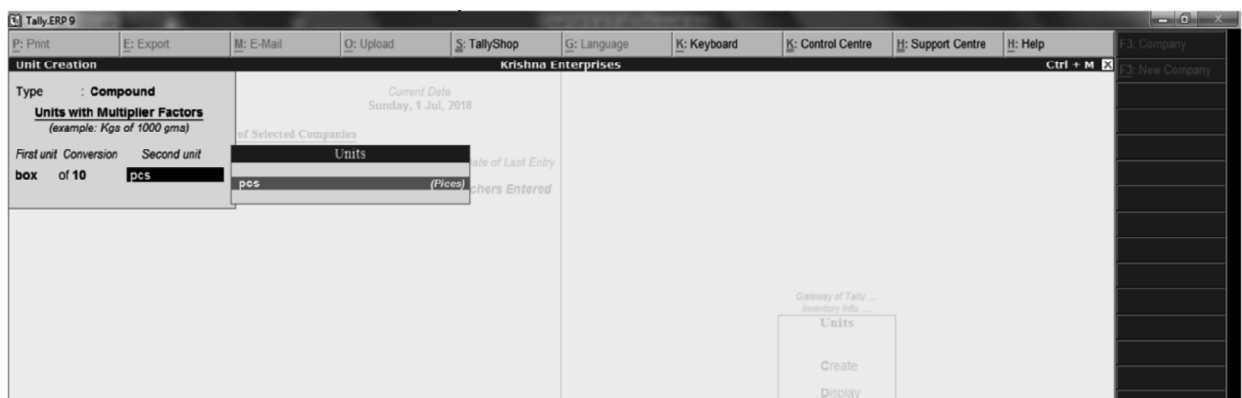 Tally.ERP 9
P: Print E: Export M: E-Mail O: Upload S: TallyShop G: Language K: Keyboard K: Control Centre H: Support Centre H: Help F3: Company
Unit Creation Krishna Enterprises Ctrl + M X
F3: New Company
Type : Compound
Units with Multiplier Factors
(example: Kgs of 1000 gms)
Current Date
Sunday, 1 Jul, 2018
of Selected Companies
First unit Conversion Second unit
Units
ate of Last Entry
box of 10 pcs
pcs (Pices)
chers Entered
Gateway of Tally ....
Inventory Info. ....
Units
Create
Display